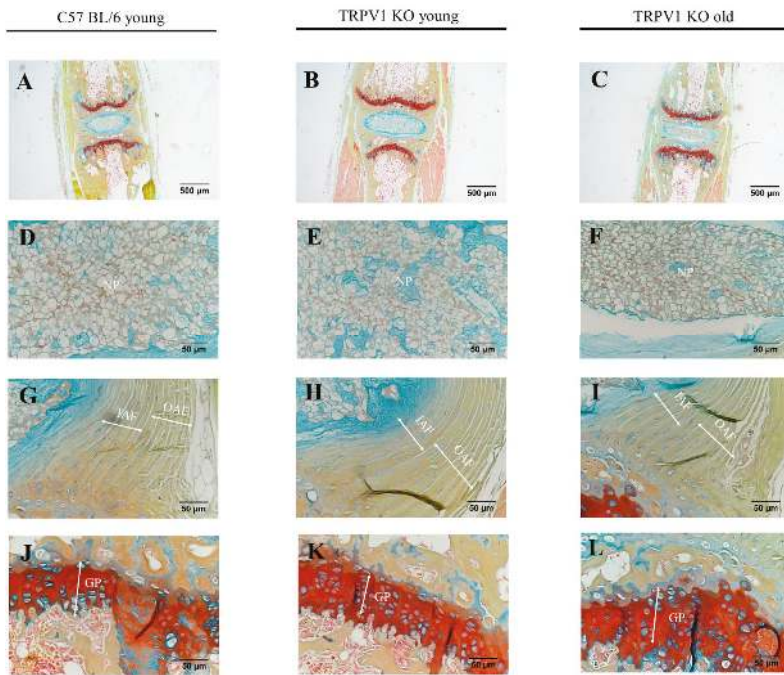 C57 BL/6 young TRPV1 KO young TRPV1 KO old
A B C
500 µm 500 µm 500 µm
D E F
NP NP NP
50 µm 50 µm 50 µm
G H I
IAF OAF IAF OAF IAF OAF
50 µm 50 µm 50 µm
J K L
GP GP GP
50 µm 50 µm 50 µm